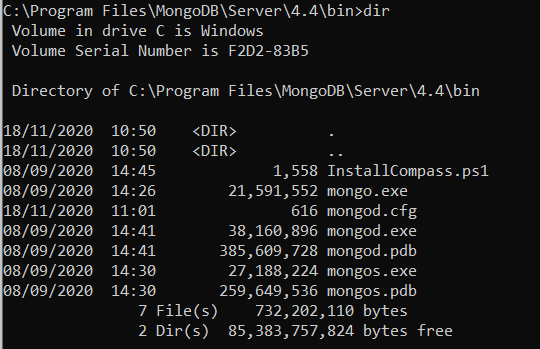 C:\Program Files\MongoDB\Server\4.4\bin>dir
 Volume in drive C is Windows
 Volume Serial Number is F2D2-83B5

 Directory of C:\Program Files\MongoDB\Server\4.4\bin

18/11/2020  10:50    <DIR>          .
18/11/2020  10:50    <DIR>          ..
08/09/2020  14:45             1,558 InstallCompass.ps1
08/09/2020  14:26        21,591,552 mongo.exe
18/11/2020  11:01               616 mongod.cfg
08/09/2020  14:41        38,160,896 mongod.exe
08/09/2020  14:41       385,609,728 mongod.pdb
08/09/2020  14:30        27,188,224 mongos.exe
08/09/2020  14:30       259,649,536 mongos.pdb
               7 File(s)    732,202,110 bytes
               2 Dir(s)  85,383,757,824 bytes free